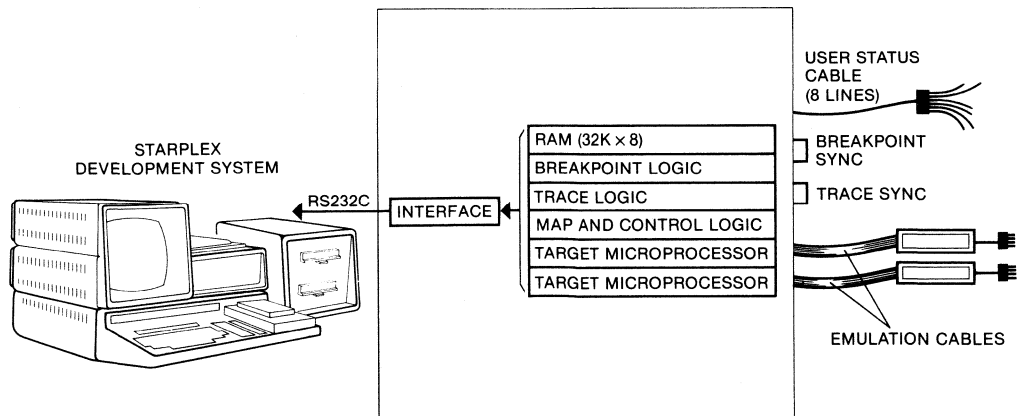 STARPLEX
DEVELOPMENT SYSTEM
RS232C
INTERFACE
RAM (32K × 8)
BREAKPOINT LOGIC
TRACE LOGIC
MAP AND CONTROL LOGIC
TARGET MICROPROCESSOR
TARGET MICROPROCESSOR
USER STATUS
CABLE
(8 LINES)
BREAKPOINT
SYNC
TRACE SYNC
EMULATION CABLES